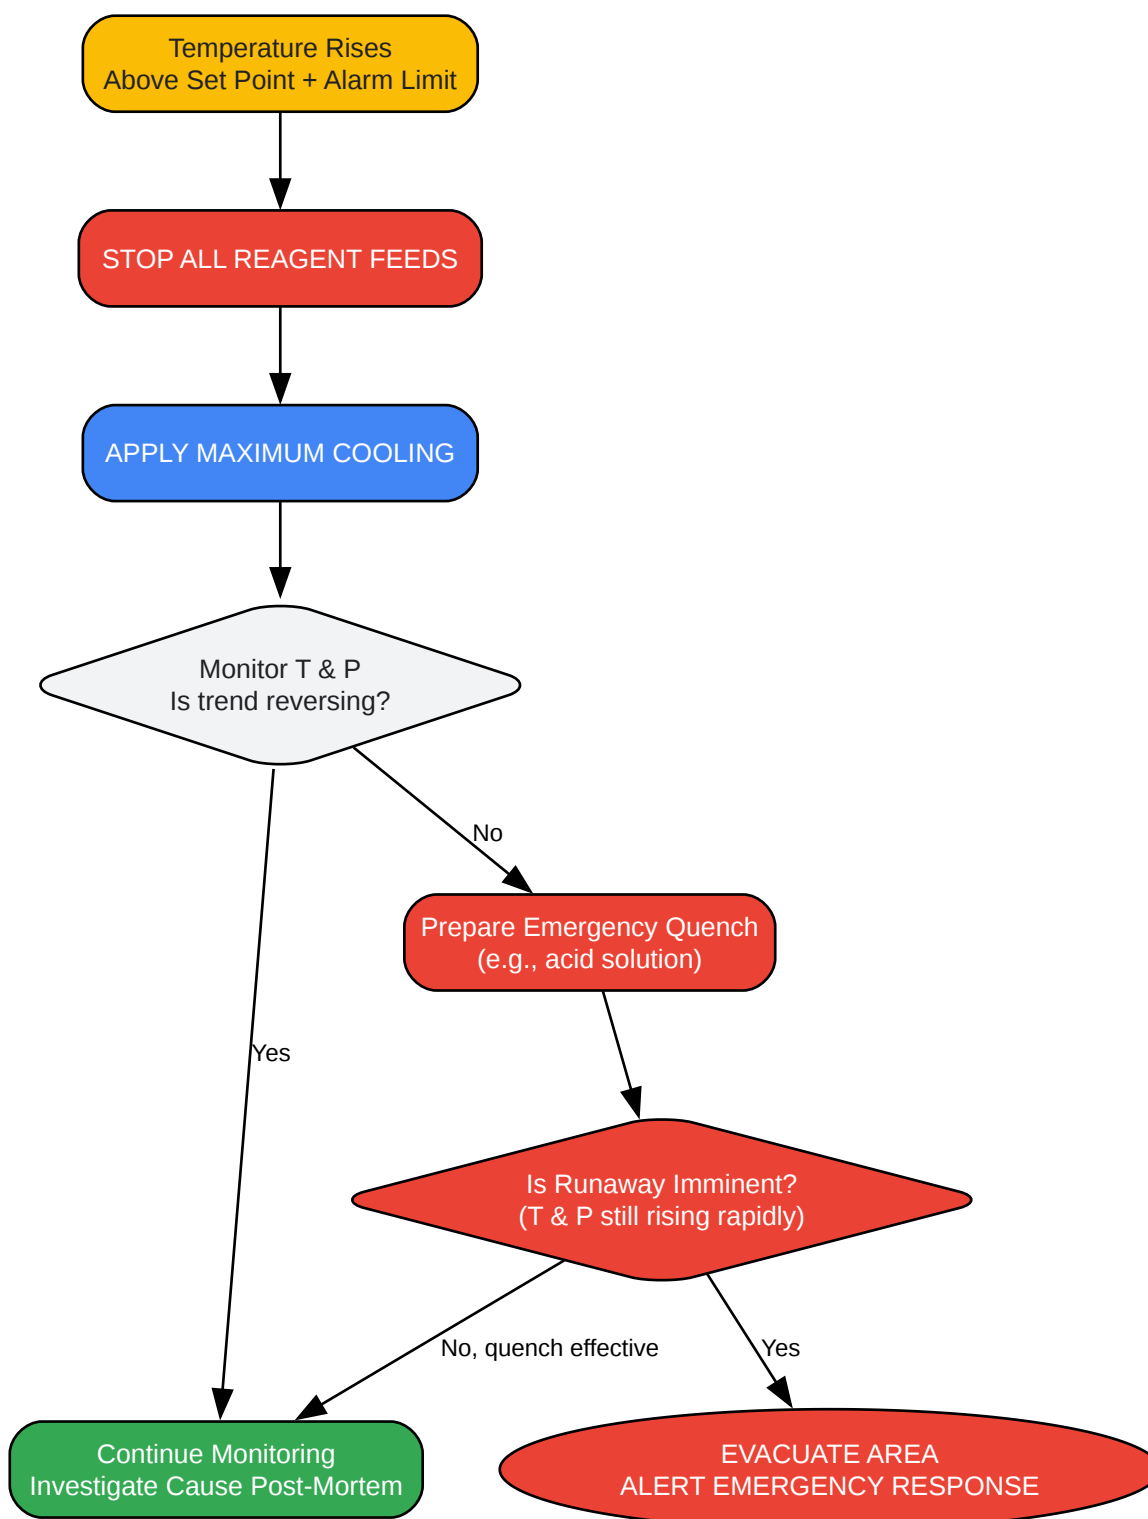 Temperature Rises
Above Set Point + Alarm Limit
STOP ALL REAGENT FEEDS
APPLY MAXIMUM COOLING
Monitor T & P
Is trend reversing?
No
Prepare Emergency Quench
(e.g., acid solution)
Yes
Is Runaway Imminent?
(T & P still rising rapidly)
No, quench effective
Yes
Continue Monitoring
Investigate Cause Post-Mortem
EVACUATE AREA
ALERT EMERGENCY RESPONSE